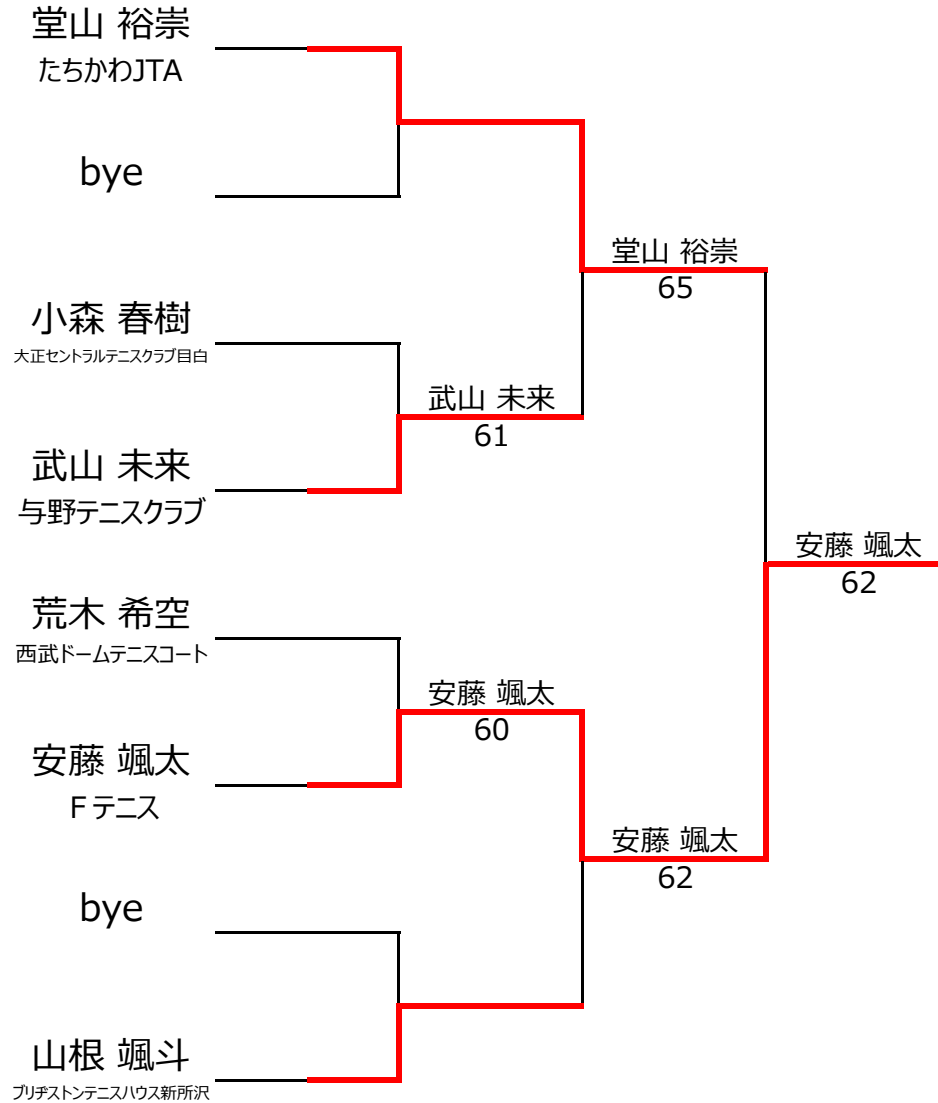 堂山 裕崇
たちかわJTA
bye
小森 春樹
大正セントラルテニスクラブ目白
武山 未来
与野テニスクラブ
荒木 希空
西武ドームテニスコート
安藤 颯太
Fテニス
bye
山根 颯斗
ブリヂストンテニスハウス新所沢
武山 未来
61
安藤 颯太
60
堂山 裕崇
65
安藤 颯太
62
安藤 颯太
62